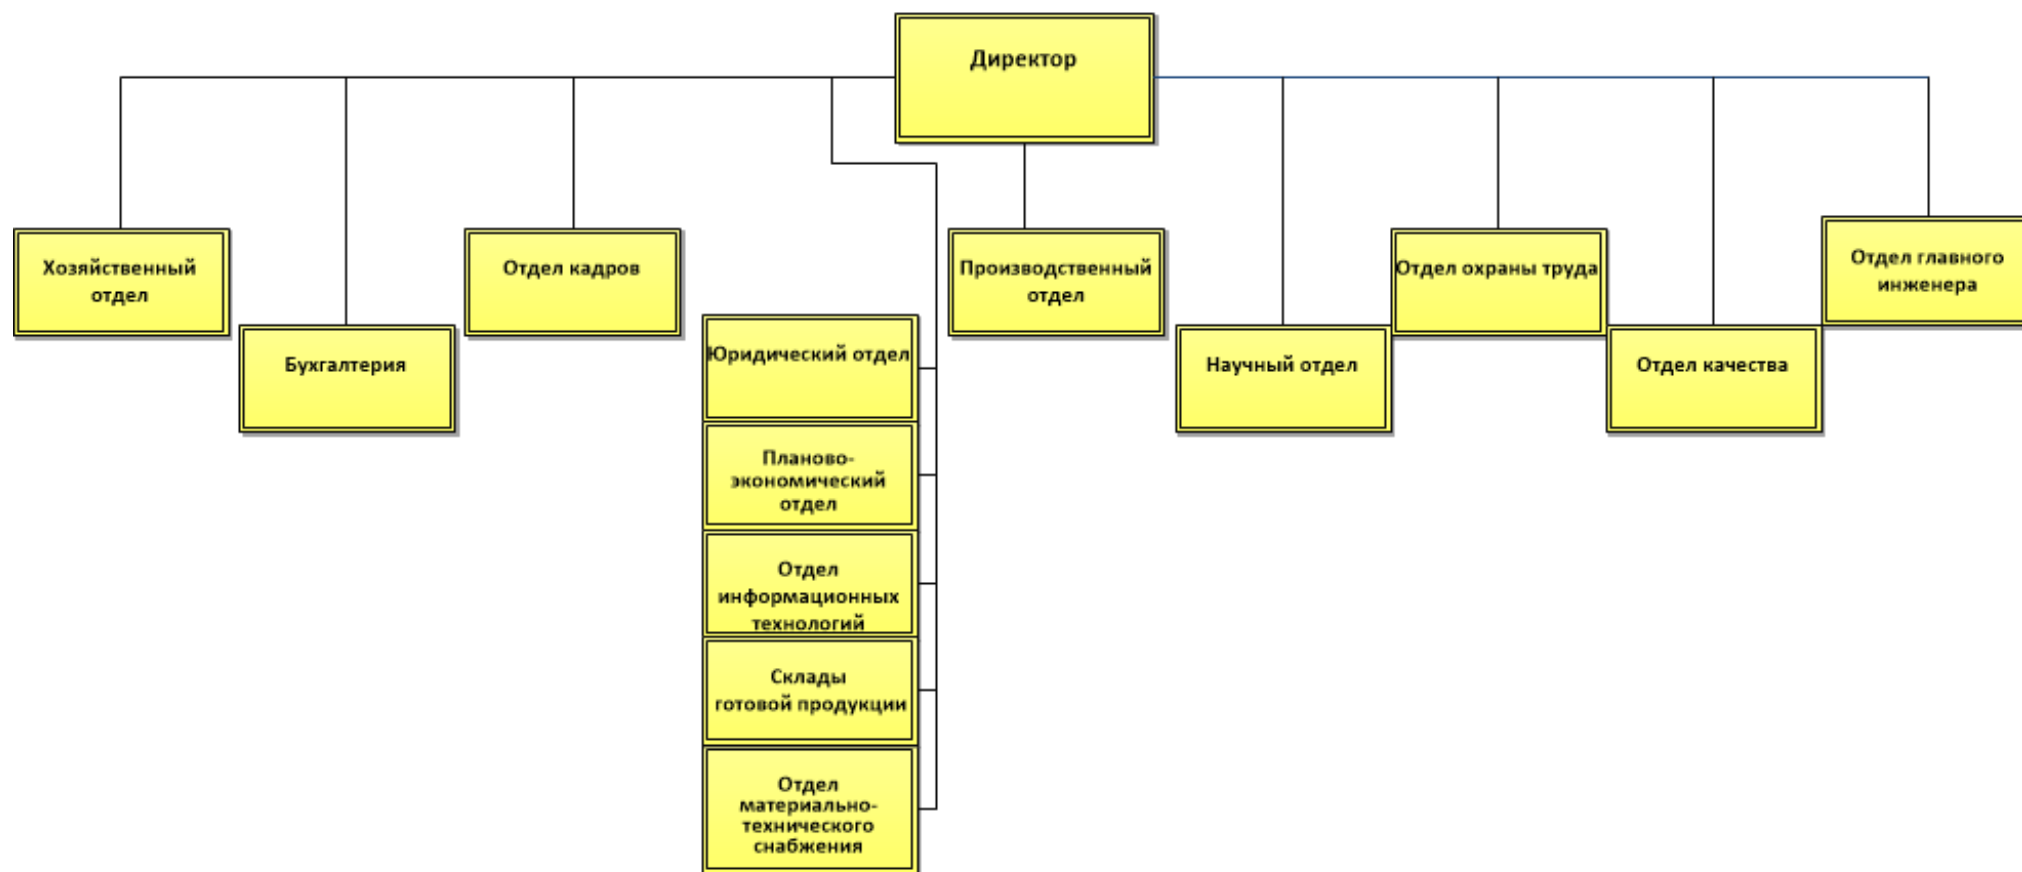 Директор
Хозяйственный
отдел
Бухгалтерия
Отдел кадров
Юридический отдел
Планово-
экономический
отдел
Отдел
информационных
технологий
Склады
готовой продукции
Отдел
материально-
технического
снабжения
Производственный
отдел
Научный отдел
Отдел охраны труда
Отдел качества
Отдел главного
инженера